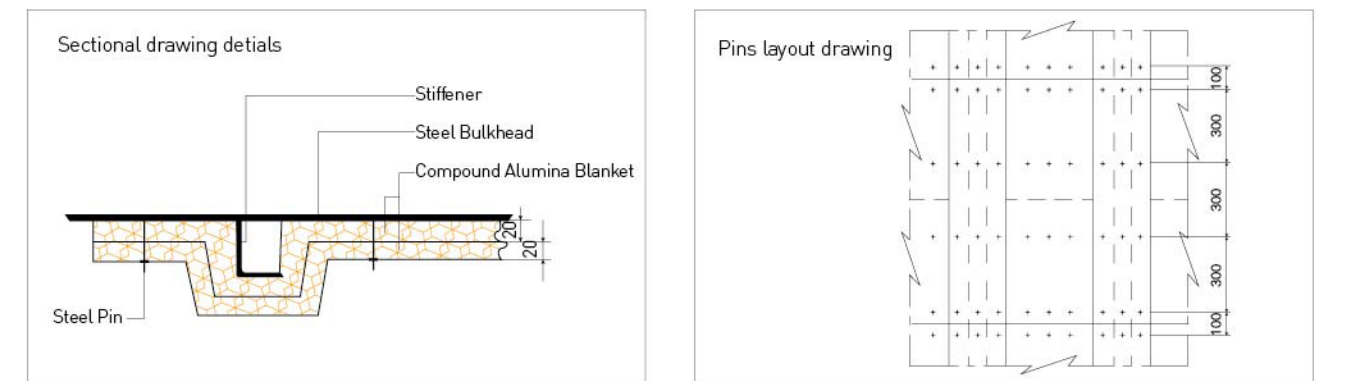 Sectional drawing detials
Stiffener
Steel Bulkhead
Compound Alumina Blanket
20
20
Steel Pin
Pins layout drawing
100
300
300
300
100